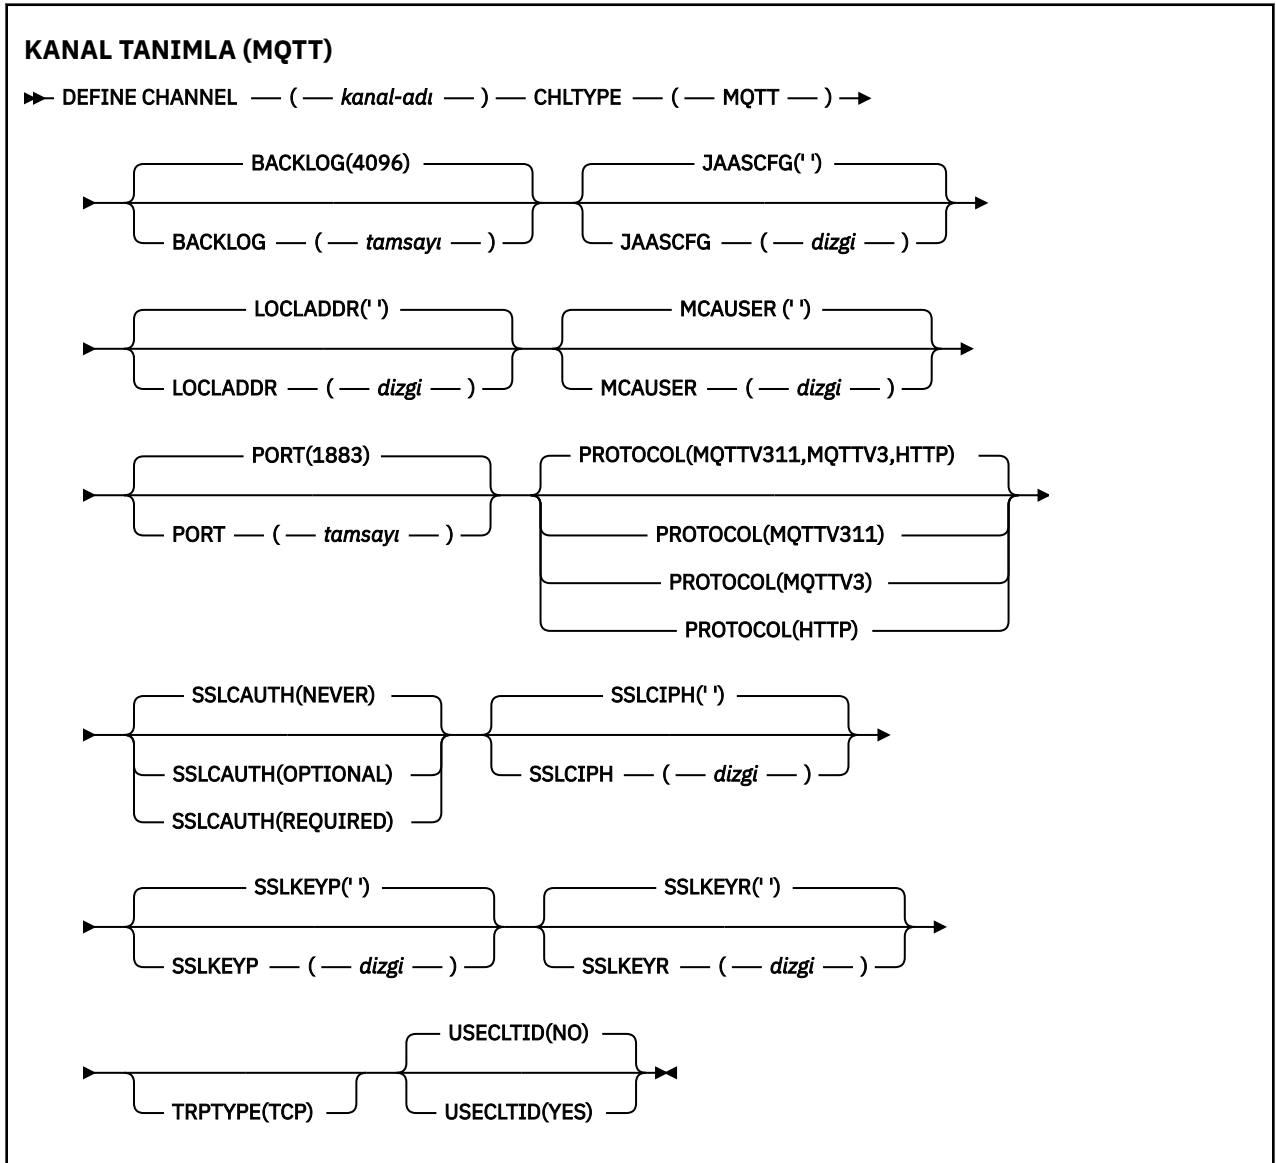 KANAL TANIMLA (MQTT)
DEFINE CHANNEL ( kanal-adı ) CHLTYPE ( MQTT )
BACKLOG(4096) JAASCFG(' ')
BACKLOG ( tamsayı ) JAASCFG ( dizgi )
LOCLADDR(' ') MCAUSER (' ')
LOCLADDR ( dizgi ) MCAUSER ( dizgi )
PORT(1883) PROTOCOL(MQTTV311,MQTTV3,HTTP)
PORT ( tamsayı ) PROTOCOL(MQTTV311)
PROTOCOL(MQTTV3)
PROTOCOL(HTTP)
SSLCAUTH(NEVER) SSLCIPH(' ')
SSLCAUTH(OPTIONAL) SSLCIPH ( dizgi )
SSLCAUTH(REQUIRED)
SSLKEYP(' ') SSLKEYR(' ')
SSLKEYP ( dizgi ) SSLKEYR ( dizgi )
USECLTID(NO)
TRPTYPE(TCP) USECLTID(YES)